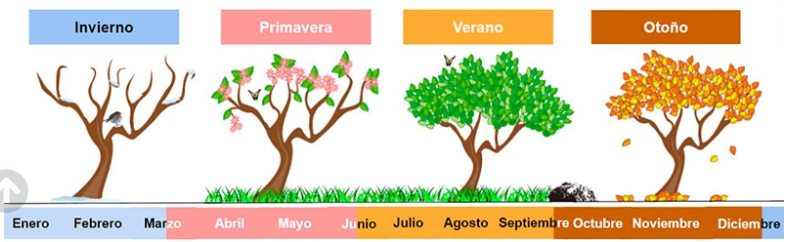 Invierno Primavera Verano Otoño
Enero Febrero Marzo Abril Mayo Junio Julio Agosto Septiembre Octubre Noviembre Diciembre